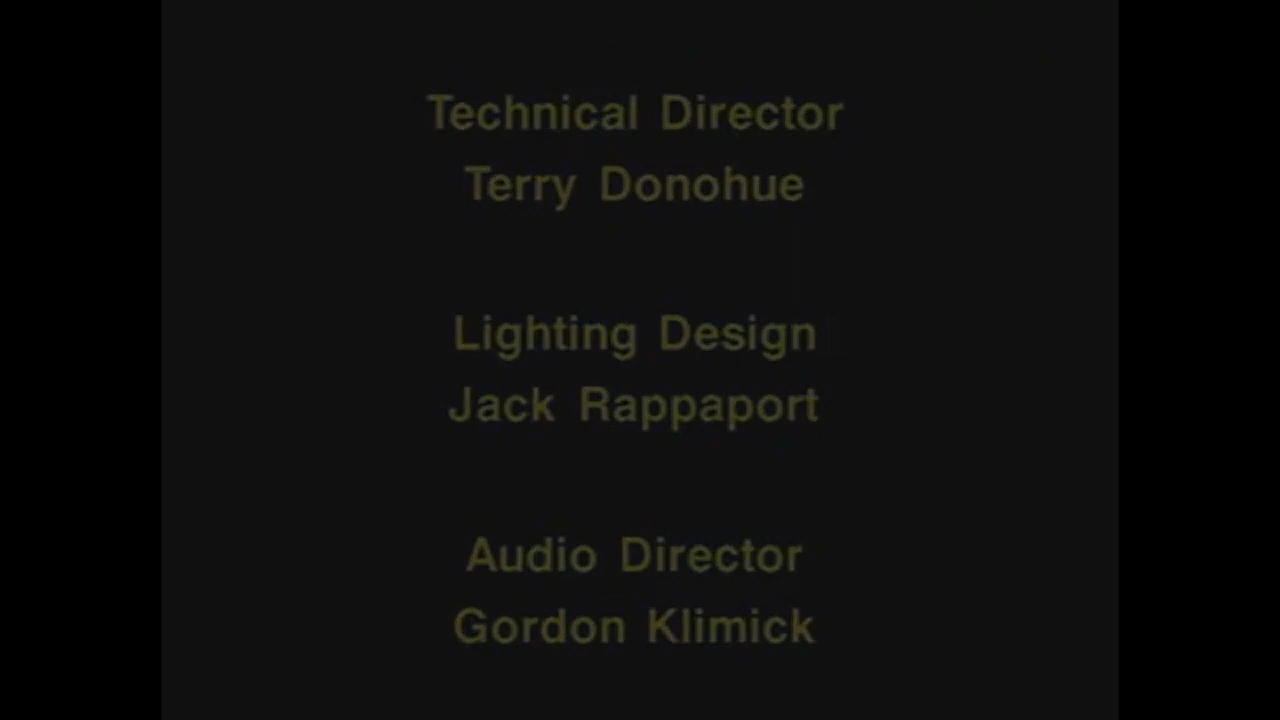 Technical Director
Terry Donohue
Lighting Design
Jack Rappaport
Audio Director
Gordon Klimick